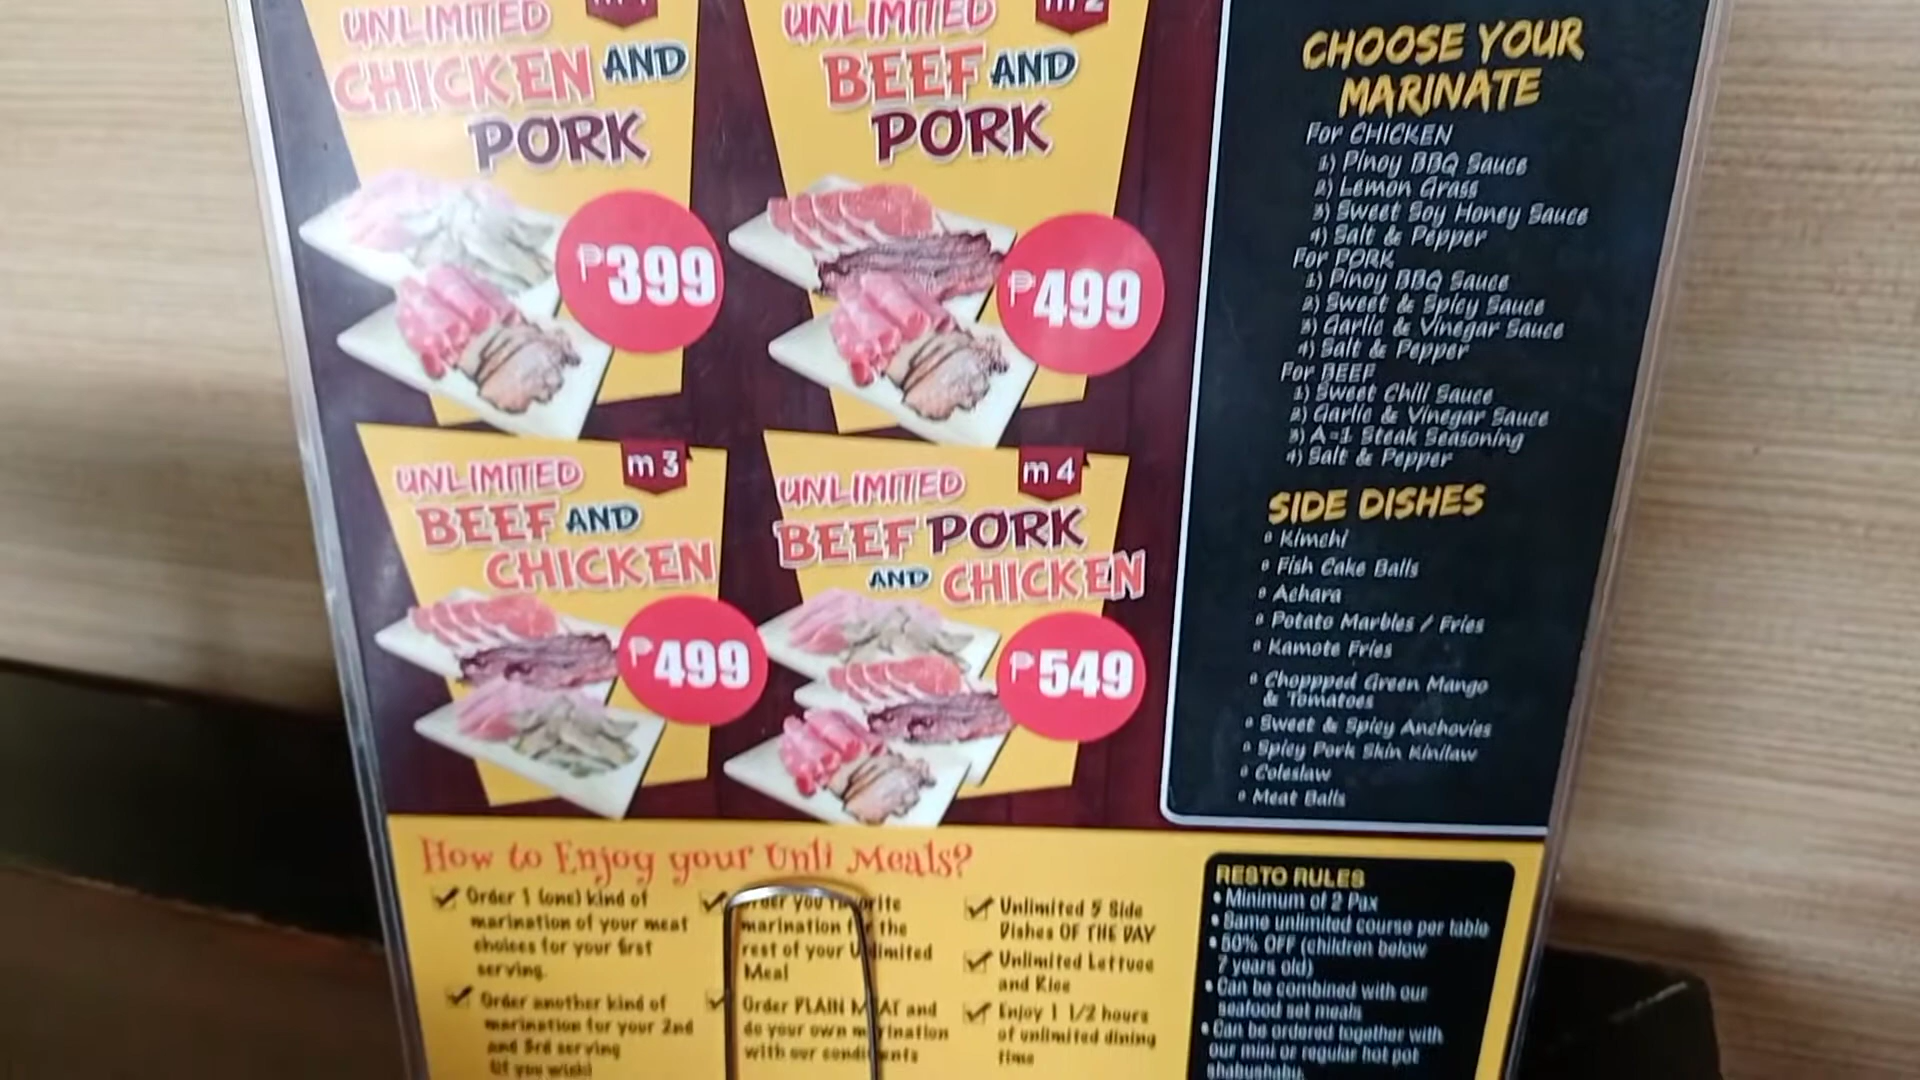 UNLIMITED
CHICKEN AND
PORK
₱399
m 2
UNLIMITED
BEEF AND
PORK
₱499
m 3
UNLIMITED
BEEF AND
CHICKEN
₱499
m 4
UNLIMITED
BEEF PORK
AND CHICKEN
₱549
CHOOSE YOUR
MARINATE
For CHICKEN
1) Pinoy BBQ Sauce
2) Lemon Grass
3) Sweet Soy Honey Sauce
4) Salt & Pepper
For PORK
1) Pinoy BBQ Sauce
2) Sweet & Spicy Sauce
3) Garlic & Vinegar Sauce
4) Salt & Pepper
For BEEF
1) Sweet Chili Sauce
2) Garlic & Vinegar Sauce
3) A-1 Steak Seasoning
4) Salt & Pepper
SIDE DISHES
• Kimchi
• Fish Cake Balls
• Achara
• Potato Marbles / Fries
• Kamote Fries
• Choppped Green Mango
& Tomatoes
• Sweet & Spicy Anchovies
• Spicy Pork Skin Kinilaw
• Coleslaw
• Meat Balls
How to Enjoy your Unli Meals?
Order 1 (one) kind of
marination of your meat
choices for your first
serving.
Order another kind of
marination for your 2nd
and 3rd serving
(if you wish)
you
marination the
rest of your
Meal
Order PLAIN MEAT and
do your own
with our
Unlimited 5 Side
Dishes OF THE DAY
Unlimited Lettuce
and Rice
Enjoy 1 1/2 hours
of unlimited dining
time
RESTO RULES
• Minimum of 2 Pax
• Same unlimited course per table
• 50% OFF (children below
7 years old)
• Can be combined with our
seafood set meals
• Can be ordered together with
our mini or regular hot pot
shabushabu.